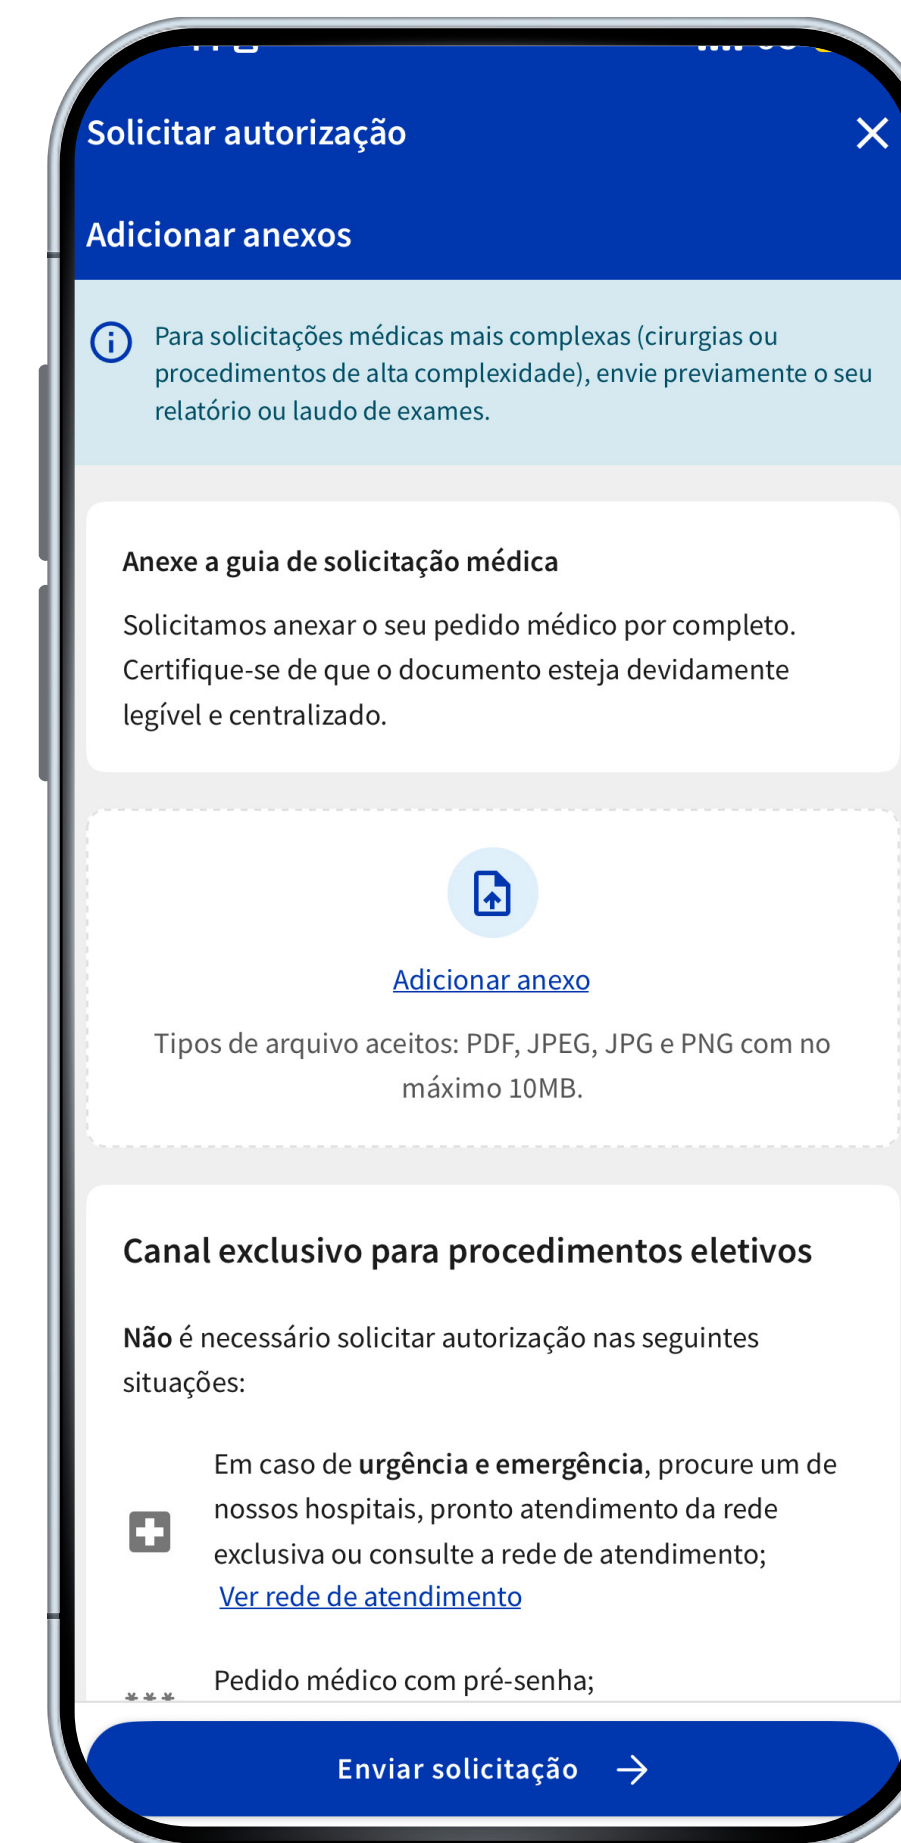 Solicitar autorização
Adicionar anexos
Para solicitações médicas mais complexas (cirurgias ou
procedimentos de alta complexidade), envie previamente o seu
relatório ou laudo de exames.
Anexe a guia de solicitação médica
Solicitamos anexar o seu pedido médico por completo.
Certifique-se de que o documento esteja devidamente
legível e centralizado.
Adicionar anexo
Tipos de arquivo aceitos: PDF, JPEG, JPG e PNG com no
máximo 10MB.
Canal exclusivo para procedimentos eletivos
Não é necessário solicitar autorização nas seguintes
situações:
Em caso de urgência e emergência, procure um de
nossos hospitais, pronto atendimento da rede
exclusiva ou consulte a rede de atendimento;
Ver rede de atendimento
Pedido médico com pré-senha;
Enviar solicitação